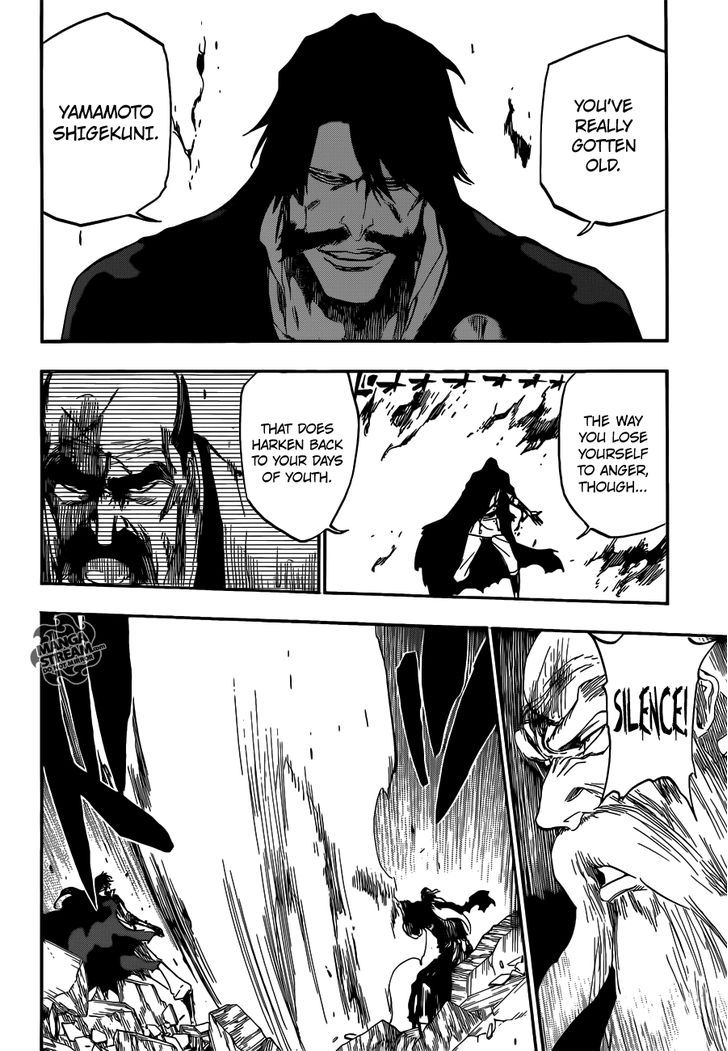 YOU'VE
REALLY
GOTTEN
OLD.
YAMAMOTO
SHIGEKUNI.
THE WAY
YOU LOSE
YOURSELF
TO ANGER,
THOUGH...
THAT DOES
HARKEN BACK
TO YOUR DAYS
OF YOUTH.
SILENCE!
MANGA
STREAM